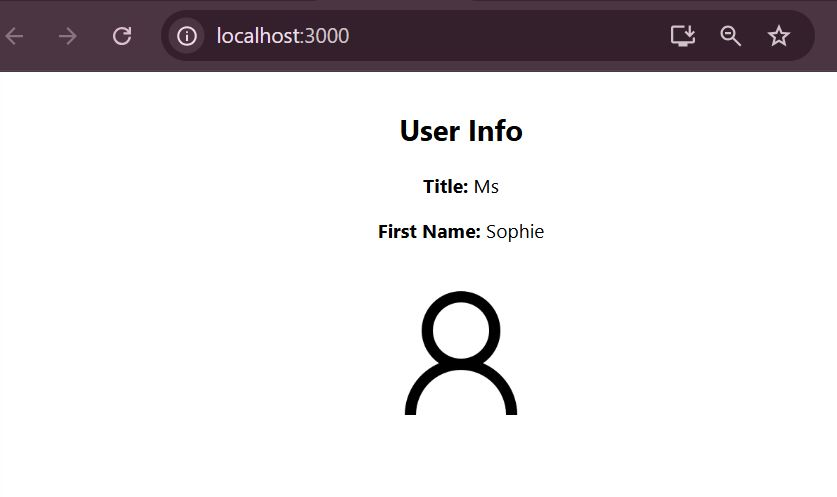 localhost:3000
User Info
Title: Ms
First Name: Sophie